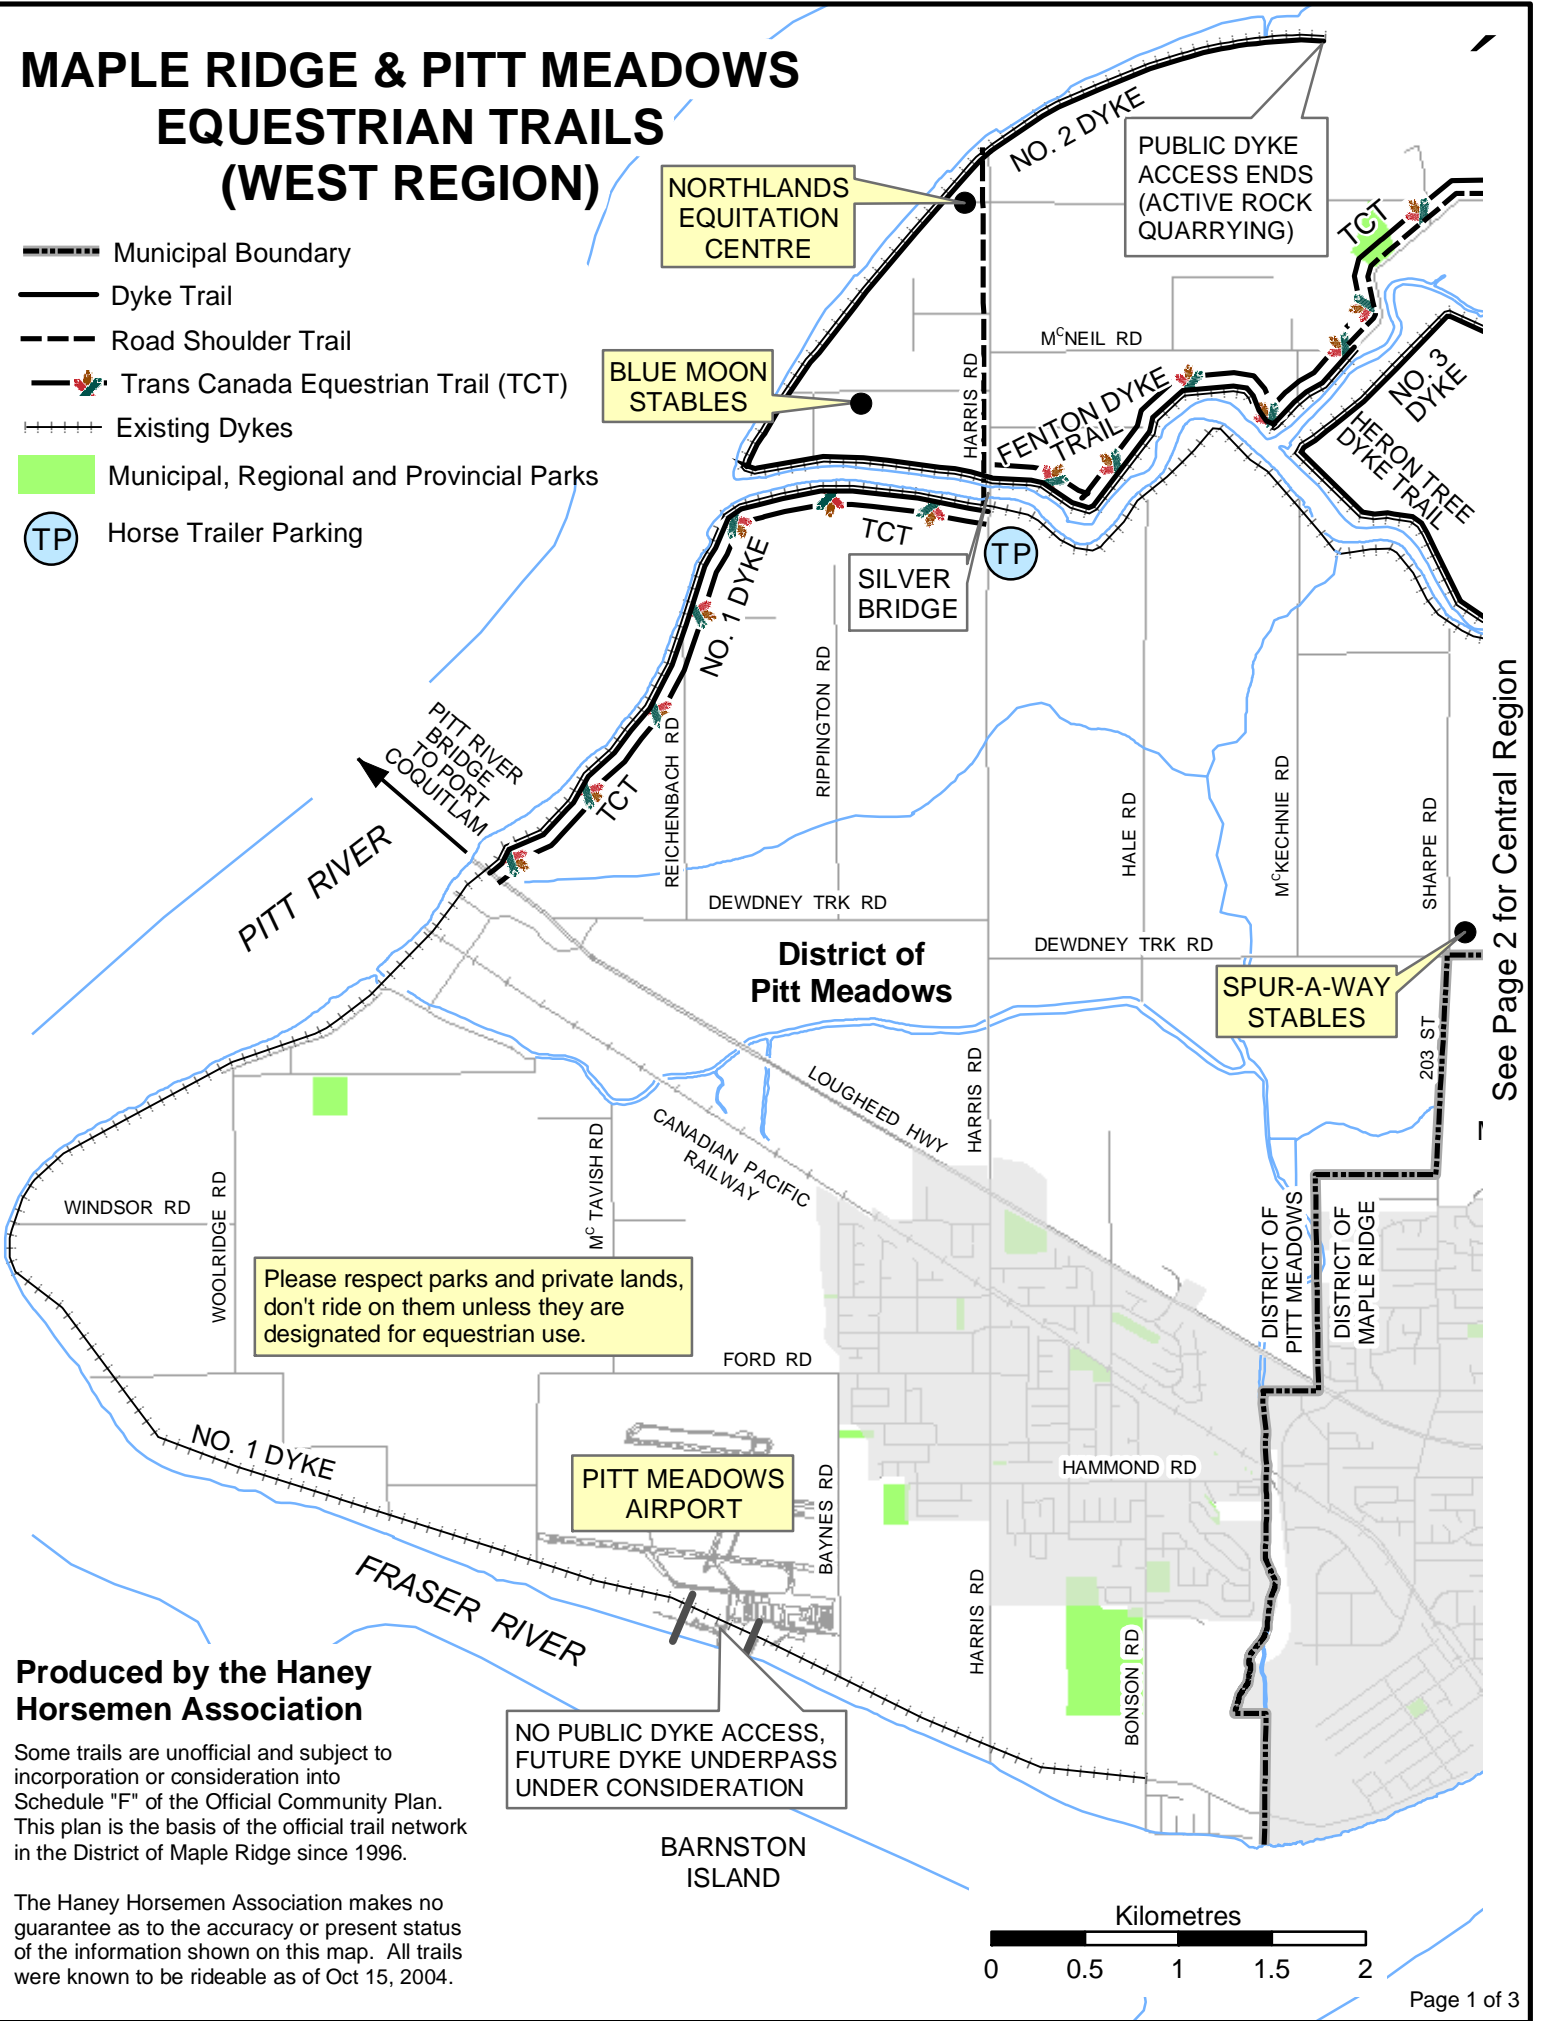 MAPLE RIDGE & PITT MEADOWS
EQUESTRIAN TRAILS
(WEST REGION)
Municipal Boundary
Dyke Trail
Road Shoulder Trail
Trans Canada Equestrian Trail (TCT)
Existing Dykes
Municipal, Regional and Provincial Parks
TP
Horse Trailer Parking
NORTHLANDS
EQUITATION
CENTRE
NO. 2 DYKE
PUBLIC DYKE
ACCESS ENDS
(ACTIVE ROCK
QUARRYING)
TCT
BLUE MOON
STABLES
HARRIS RD
MCNEIL RD
FENTON DYKE
TRAIL
NO. 3
DYKE
HERON TREE
DYKE TRAIL
TCT
TP
SILVER
BRIDGE
NO. 1 DYKE
TCT
PITT RIVER
BRIDGE
TO PORT
COQUITLAM
PITT RIVER
REICHENBACH RD
RIPPINGTON RD
HALE RD
MCKECHNIE RD
SHARPE RD
See Page 2 for Central Region
DEWDNEY TRK RD
DEWDNEY TRK RD
District of
Pitt Meadows
SPUR-A-WAY
STABLES
203 ST
HARRIS RD
LOUGHEED HWY
CANADIAN PACIFIC
RAILWAY
WINDSOR RD
WOOLRIDGE RD
MC TAVISH RD
DISTRICT OF
PITT MEADOWS
DISTRICT OF
MAPLE RIDGE
Please respect parks and private lands,
don't ride on them unless they are
designated for equestrian use.
FORD RD
NO. 1 DYKE
PITT MEADOWS
AIRPORT
BAYNES RD
HAMMOND RD
HARRIS RD
BONSON RD
FRASER RIVER
NO PUBLIC DYKE ACCESS,
FUTURE DYKE UNDERPASS
UNDER CONSIDERATION
BARNSTON
ISLAND
Produced by the Haney
Horsemen Association
Some trails are unofficial and subject to
incorporation or consideration into
Schedule "F" of the Official Community Plan.
This plan is the basis of the official trail network
in the District of Maple Ridge since 1996.
The Haney Horsemen Association makes no
guarantee as to the accuracy or present status
of the information shown on this map. All trails
were known to be rideable as of Oct 15, 2004.
Kilometres
0 0.5 1 1.5 2
Page 1 of 3